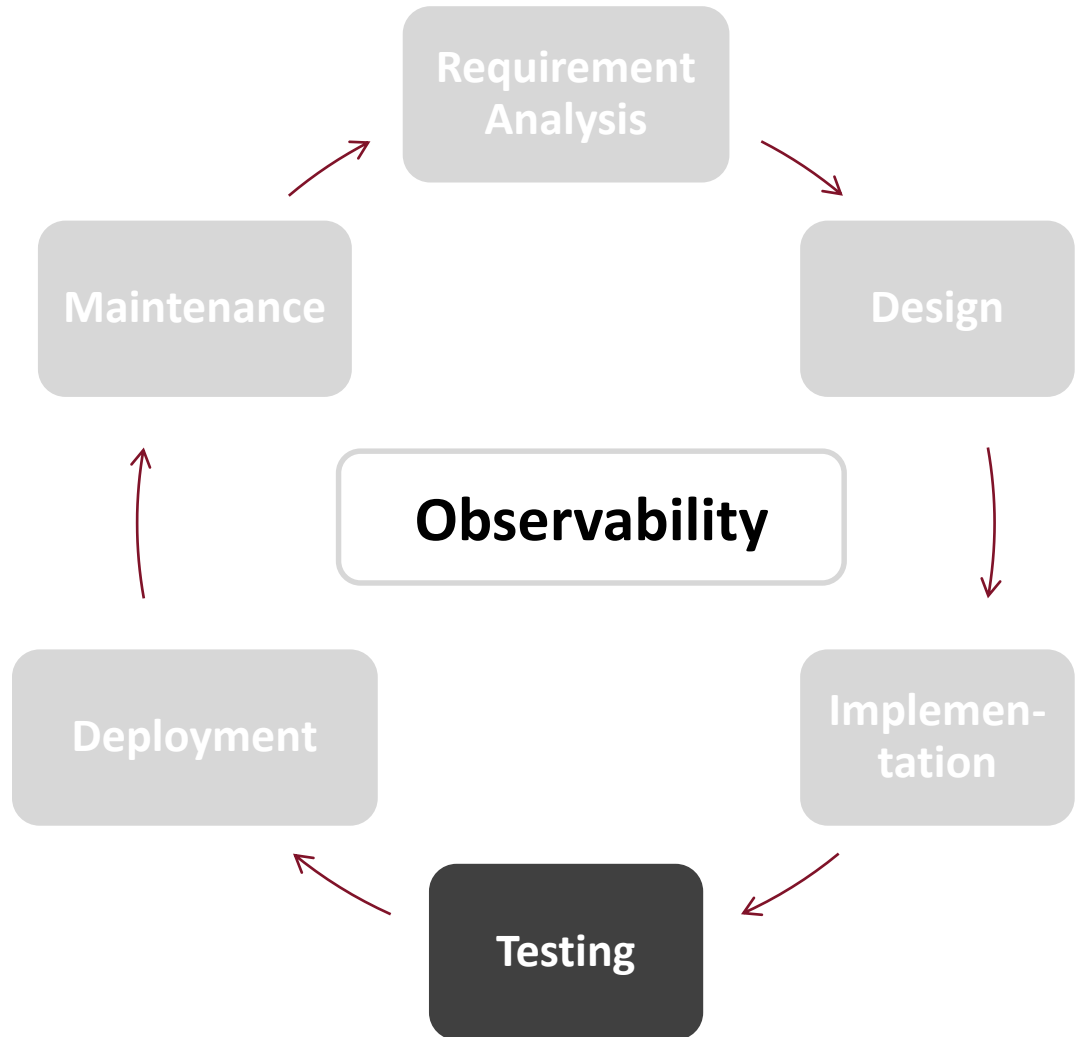 Requirement
Analysis
Maintenance
Design
Observability
Deployment
Implemen-
tation
Testing